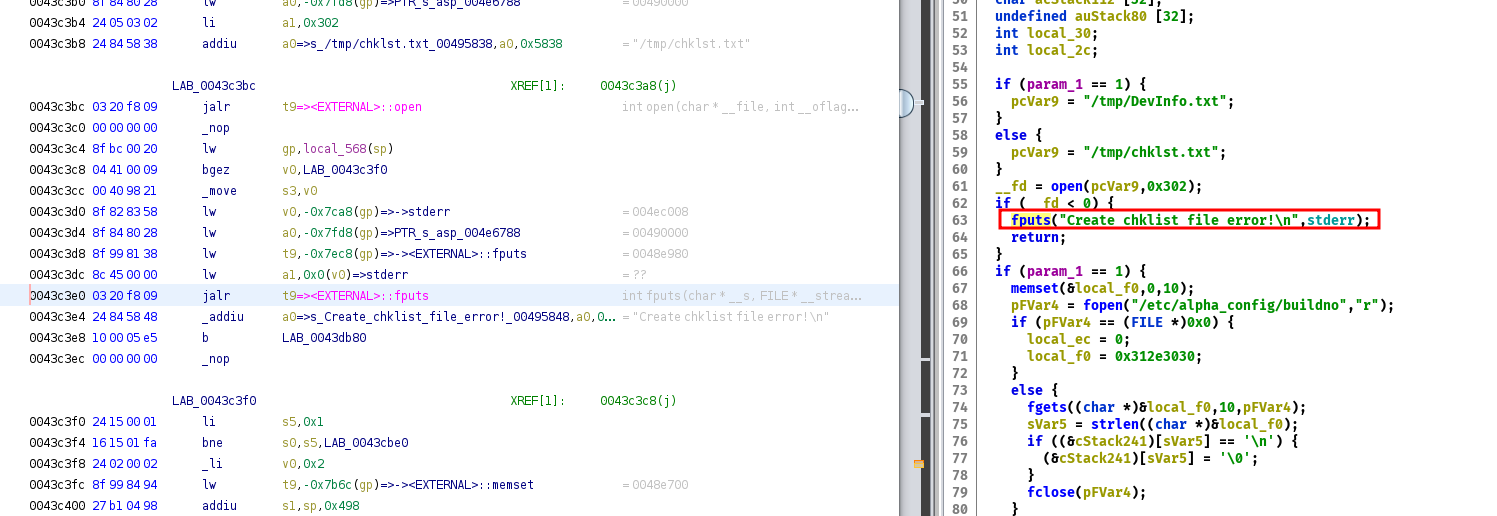 0043c3b0 8f 84 80 28 lw a0,-0x7fd8(gp)=>PTR_s_asp_004e6788 = 00490000
0043c3b4 24 05 03 02 li a1,0x302
0043c3b8 24 84 58 38 addiu a0=>s_/tmp/chklst.txt_00495838,a0,0x5838 = "/tmp/chklst.txt"
LAB_0043c3bc XREF[1]: 0043c3a8(j)
0043c3bc 03 20 f8 09 jalr t9=><EXTERNAL>::open int open(char * __file, int __oflag...
0043c3c0 00 00 00 00 _nop
0043c3c4 8f bc 00 20 lw gp,local_568(sp)
0043c3c8 04 41 00 09 bgez v0,LAB_0043c3f0
0043c3cc 00 40 98 21 _move s3,v0
0043c3d0 8f 82 83 58 lw v0,-0x7ca8(gp)=>->stderr = 004ec008
0043c3d4 8f 84 80 28 lw a0,-0x7fd8(gp)=>PTR_s_asp_004e6788 = 00490000
0043c3d8 8f 99 81 38 lw t9,-0x7ec8(gp)=>-><EXTERNAL>::fputs = 0048e980
0043c3dc 8c 45 00 00 lw a1,0x0(v0)=>stderr = ??
0043c3e0 03 20 f8 09 jalr t9=><EXTERNAL>::fputs int fputs(char * __s, FILE * __strea...
0043c3e4 24 84 58 48 _addiu a0=>s_Create_chklist_file_error!_00495848,a0,0... = "Create chklist file error!\n"
0043c3e8 10 00 05 e5 b LAB_0043db80
0043c3ec 00 00 00 00 _nop
LAB_0043c3f0 XREF[1]: 0043c3c8(j)
0043c3f0 24 15 00 01 li s5,0x1
0043c3f4 16 15 01 fa bne s0,s5,LAB_0043cbe0
0043c3f8 24 02 00 02 _li v0,0x2
0043c3fc 8f 99 84 94 lw t9,-0x7b6c(gp)=>-><EXTERNAL>::memset = 0048e700
0043c400 27 b1 04 98 addiu s1,sp,0x498
50 char acStack112 [32];
51 undefined auStack80 [32];
52 int local_30;
53 int local_2c;
54
55 if (param_1 == 1) {
56 pcVar9 = "/tmp/DevInfo.txt";
57 }
58 else {
59 pcVar9 = "/tmp/chklst.txt";
60 }
61 __fd = open(pcVar9,0x302);
62 if (__fd < 0) {
63 fputs("Create chklist file error!\n",stderr);
64 return;
65 }
66 if (param_1 == 1) {
67 memset(&local_f0,0,10);
68 pFVar4 = fopen("/etc/alpha_config/buildno","r");
69 if (pFVar4 == (FILE *)0x0) {
70 local_ec = 0;
71 local_f0 = 0x312e3030;
72 }
73 else {
74 fgets((char *)&local_f0,10,pFVar4);
75 sVar5 = strlen((char *)&local_f0);
76 if ((&cStack241)[sVar5] == '\n') {
77 (&cStack241)[sVar5] = '\0';
78 }
79 fclose(pFVar4);
80 }